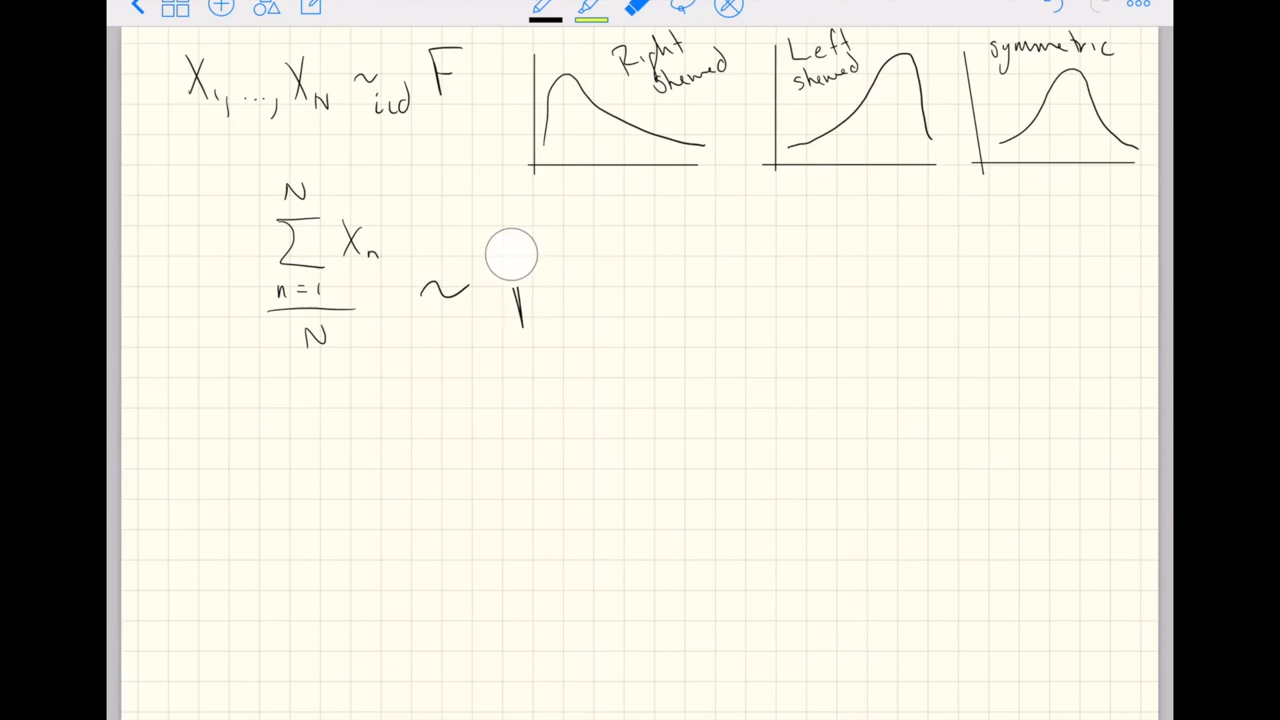 X₁, ..., X_N ~ iid F
Right
skewed
Left
skewed
symmetric
N
∑ X_n
n = 1
N
~